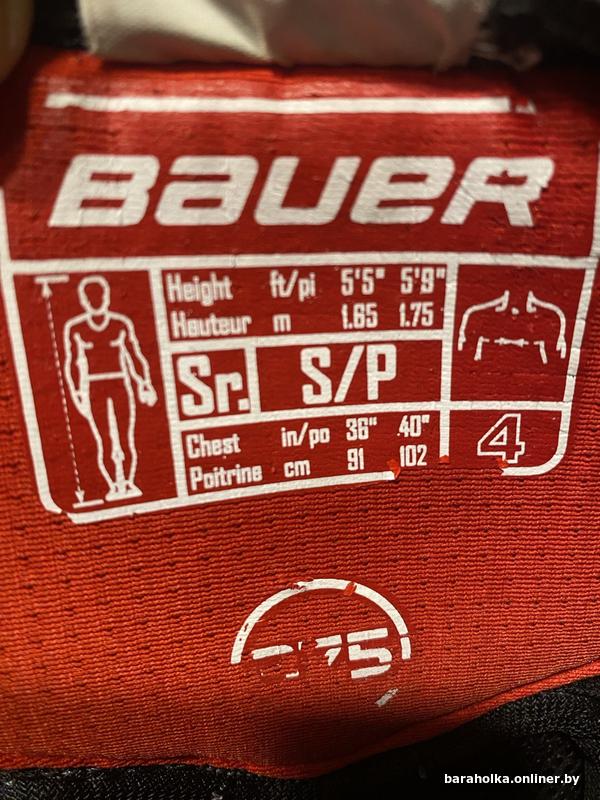 BAUER
Height ft/pi 5'5" 5'9"
Hauteur m 1.65 1.75
Sr. S/P
Chest in/po 36" 40"
Poitrine cm 91 102
4
baraholka.onliner.by